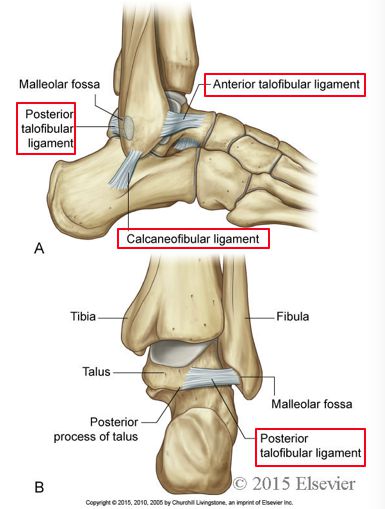 Malleolar fossa
Anterior talofibular ligament
Posterior
talofibular
ligament
Calcaneofibular ligament
A
Tibia
Fibula
Talus
Malleolar fossa
Posterior
process of talus
Posterior
talofibular ligament
B
© 2015 Elsevier
Copyright © 2015, 2010, 2005 by Churchill Livingstone, an imprint of Elsevier Inc.